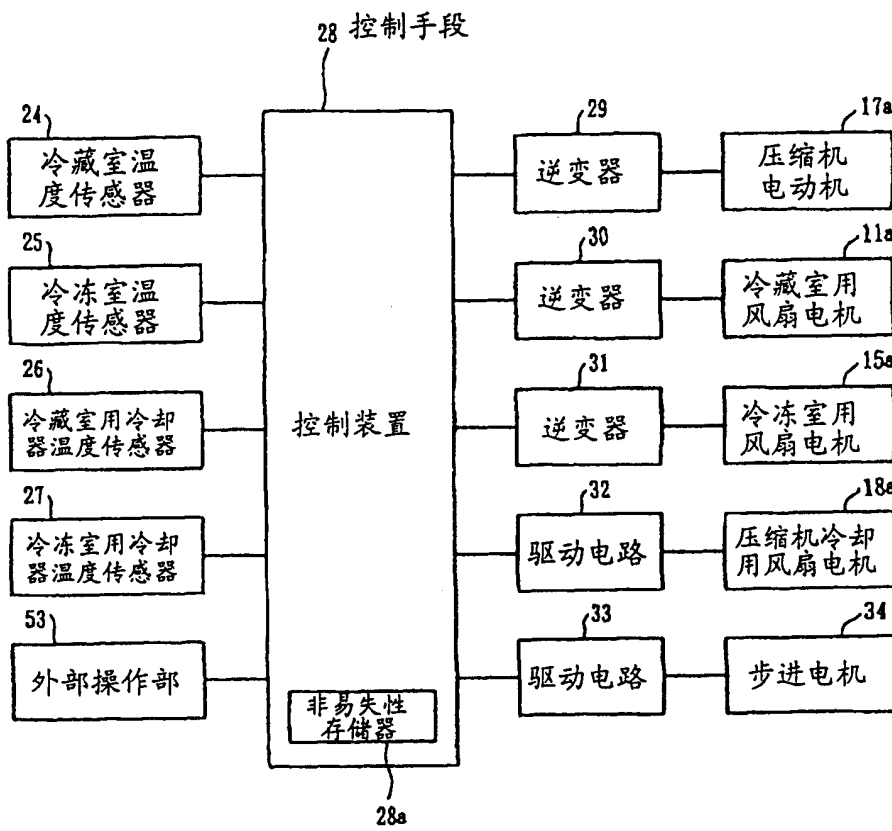 28 控制手段
24
冷藏室温
度传感器
25
冷冻室温
度传感器
26
冷藏室用冷却
器温度传感器
27
冷冻室用冷却
器温度传感器
53
外部操作部
控制装置
非易失性
存储器
28a
29
逆变器
17a
压缩机
电动机
30
逆变器
11a
冷藏室用
风扇电机
31
逆变器
15a
冷冻室用
风扇电机
32
驱动电路
18e
压缩机冷却
用风扇电机
33
驱动电路
34
步进电机